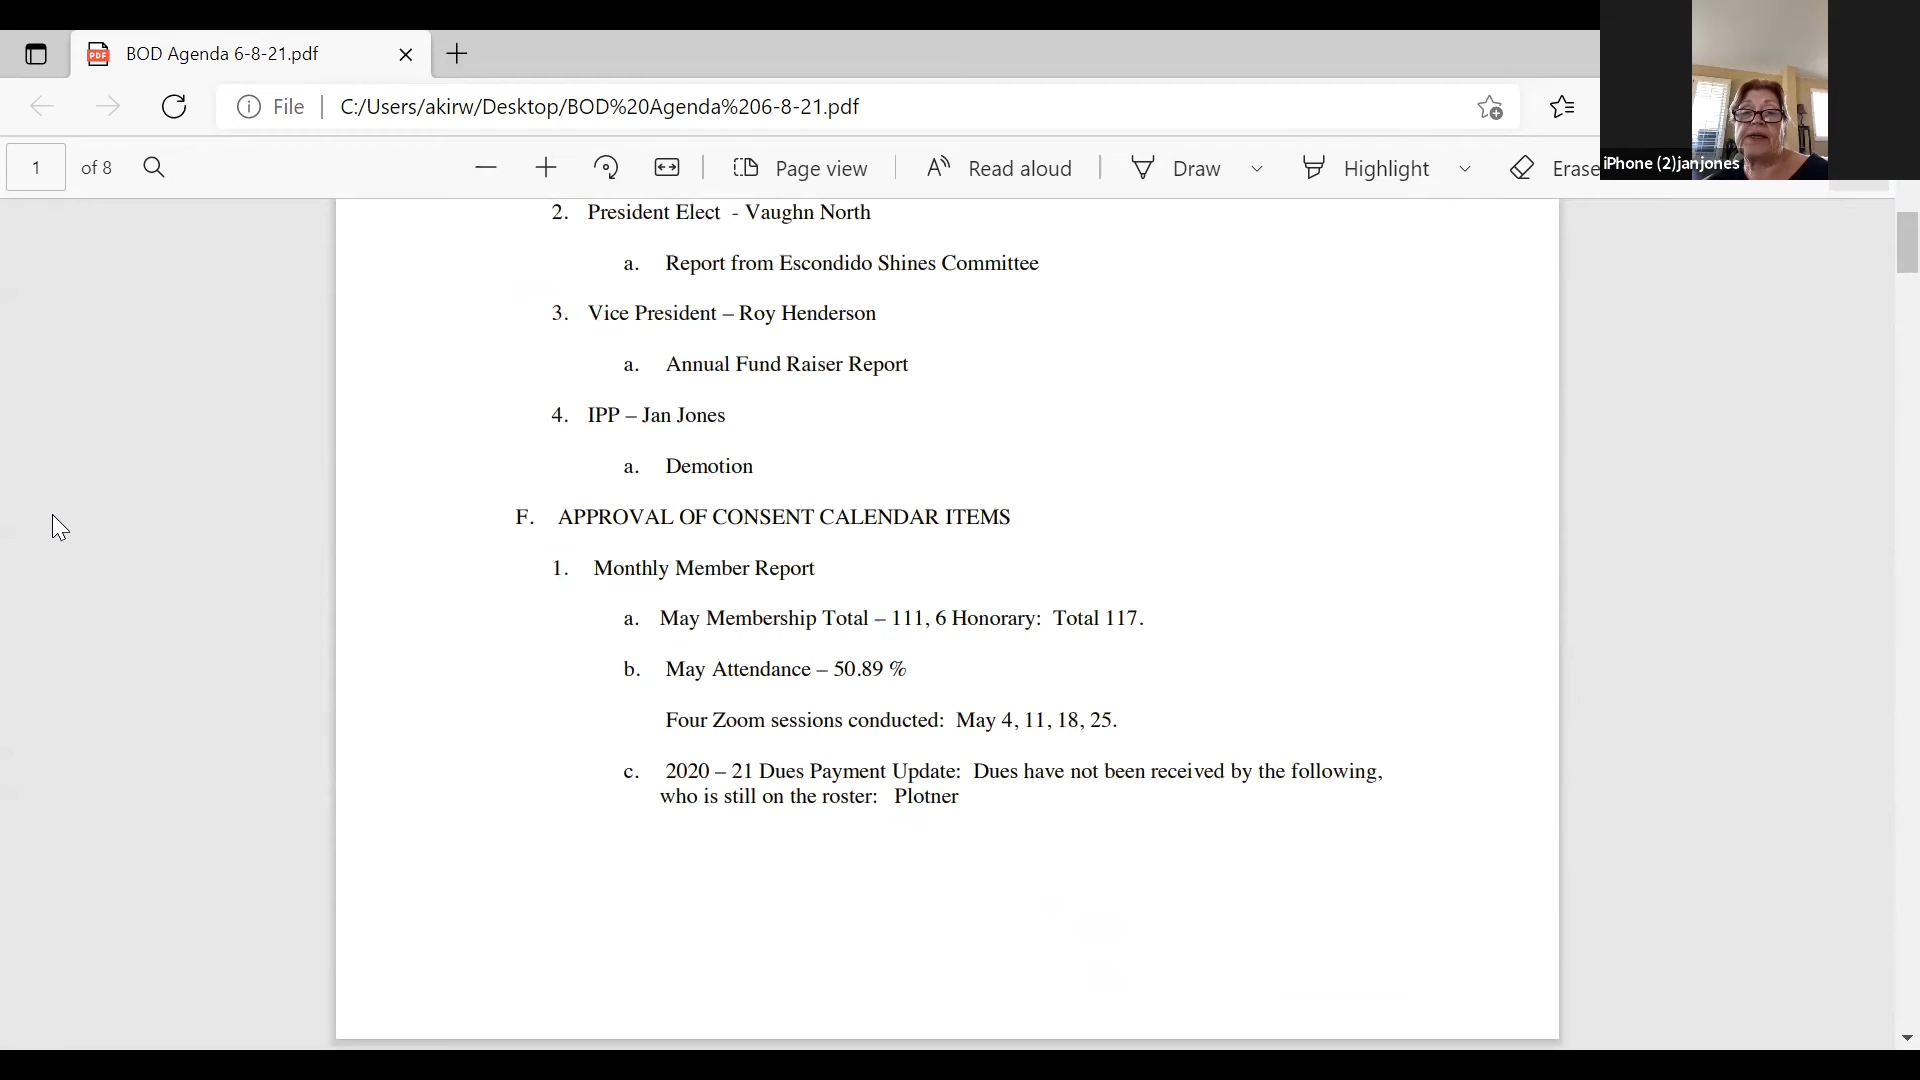 BOD Agenda 6-8-21.pdf
File
C:/Users/akirw/Desktop/BOD%20Agenda%206-8-21.pdf
1 of 8
Page view
Read aloud
Draw
Highlight
Erase
iPhone (2)janjones
2. President Elect - Vaughn North
a. Report from Escondido Shines Committee
3. Vice President – Roy Henderson
a. Annual Fund Raiser Report
4. IPP – Jan Jones
a. Demotion
F. APPROVAL OF CONSENT CALENDAR ITEMS
1. Monthly Member Report
a. May Membership Total – 111, 6 Honorary: Total 117.
b. May Attendance – 50.89 %
Four Zoom sessions conducted: May 4, 11, 18, 25.
c. 2020 – 21 Dues Payment Update: Dues have not been received by the following,
who is still on the roster: Plotner